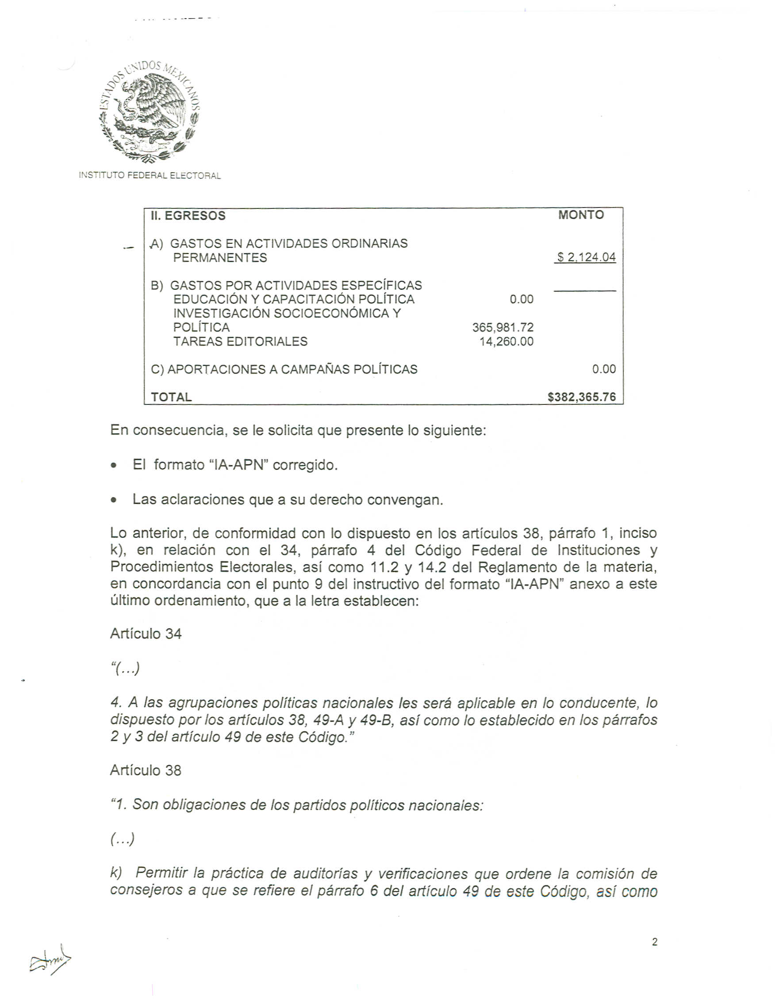 ESTADOS UNIDOS MEXICANOS
INSTITUTO FEDERAL ELECTORAL
II. EGRESOS MONTO
A) GASTOS EN ACTIVIDADES ORDINARIAS
PERMANENTES $ 2,124.04
B) GASTOS POR ACTIVIDADES ESPECÍFICAS
EDUCACIÓN Y CAPACITACIÓN POLÍTICA 0.00
INVESTIGACIÓN SOCIOECONÓMICA Y
POLÍTICA 365,981.72
TAREAS EDITORIALES 14,260.00
C) APORTACIONES A CAMPAÑAS POLÍTICAS 0.00
TOTAL $382,365.76
En consecuencia, se le solicita que presente lo siguiente:
• El formato “IA-APN” corregido.
• Las aclaraciones que a su derecho convengan.
Lo anterior, de conformidad con lo dispuesto en los artículos 38, párrafo 1, inciso
k), en relación con el 34, párrafo 4 del Código Federal de Instituciones y
Procedimientos Electorales, así como 11.2 y 14.2 del Reglamento de la materia,
en concordancia con el punto 9 del instructivo del formato “IA-APN” anexo a este
último ordenamiento, que a la letra establecen:
Artículo 34
“(...)
4. A las agrupaciones políticas nacionales les será aplicable en lo conducente, lo
dispuesto por los artículos 38, 49-A y 49-B, así como lo establecido en los párrafos
2 y 3 del artículo 49 de este Código.”
Artículo 38
“1. Son obligaciones de los partidos políticos nacionales:
(...)
k) Permitir la práctica de auditorías y verificaciones que ordene la comisión de
consejeros a que se refiere el párrafo 6 del artículo 49 de este Código, así como
2